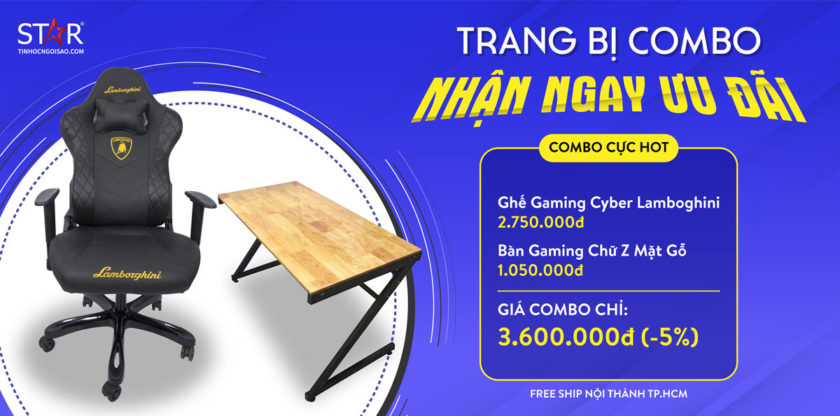 STAR
TINHOCNGOISAO.COM
TRANG BỊ COMBO
NHẬN NGAY ƯU ĐÃI
COMBO CỰC HOT
Ghế Gaming Cyber Lamboghini
2.750.000đ
Bàn Gaming Chữ Z Mặt Gỗ
1.050.000đ
GIÁ COMBO CHỈ:
3.600.000đ (-5%)
FREE SHIP NỘI THÀNH TP.HCM
Lamborghini
Lamborghini